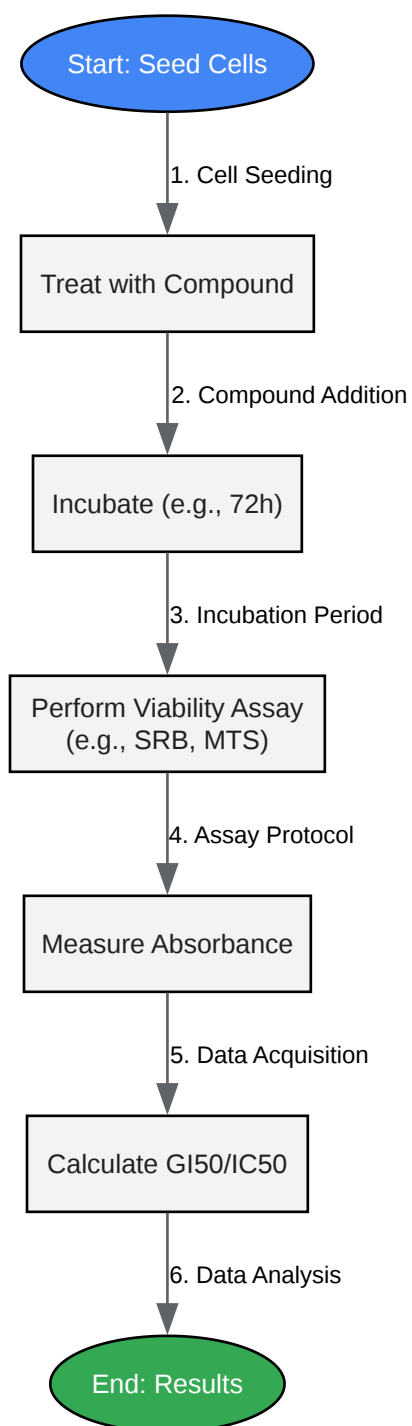 Start: Seed Cells
1. Cell Seeding
Treat with Compound
2. Compound Addition
Incubate (e.g., 72h)
3. Incubation Period
Perform Viability Assay
(e.g., SRB, MTS)
4. Assay Protocol
Measure Absorbance
5. Data Acquisition
Calculate GI50/IC50
6. Data Analysis
End: Results